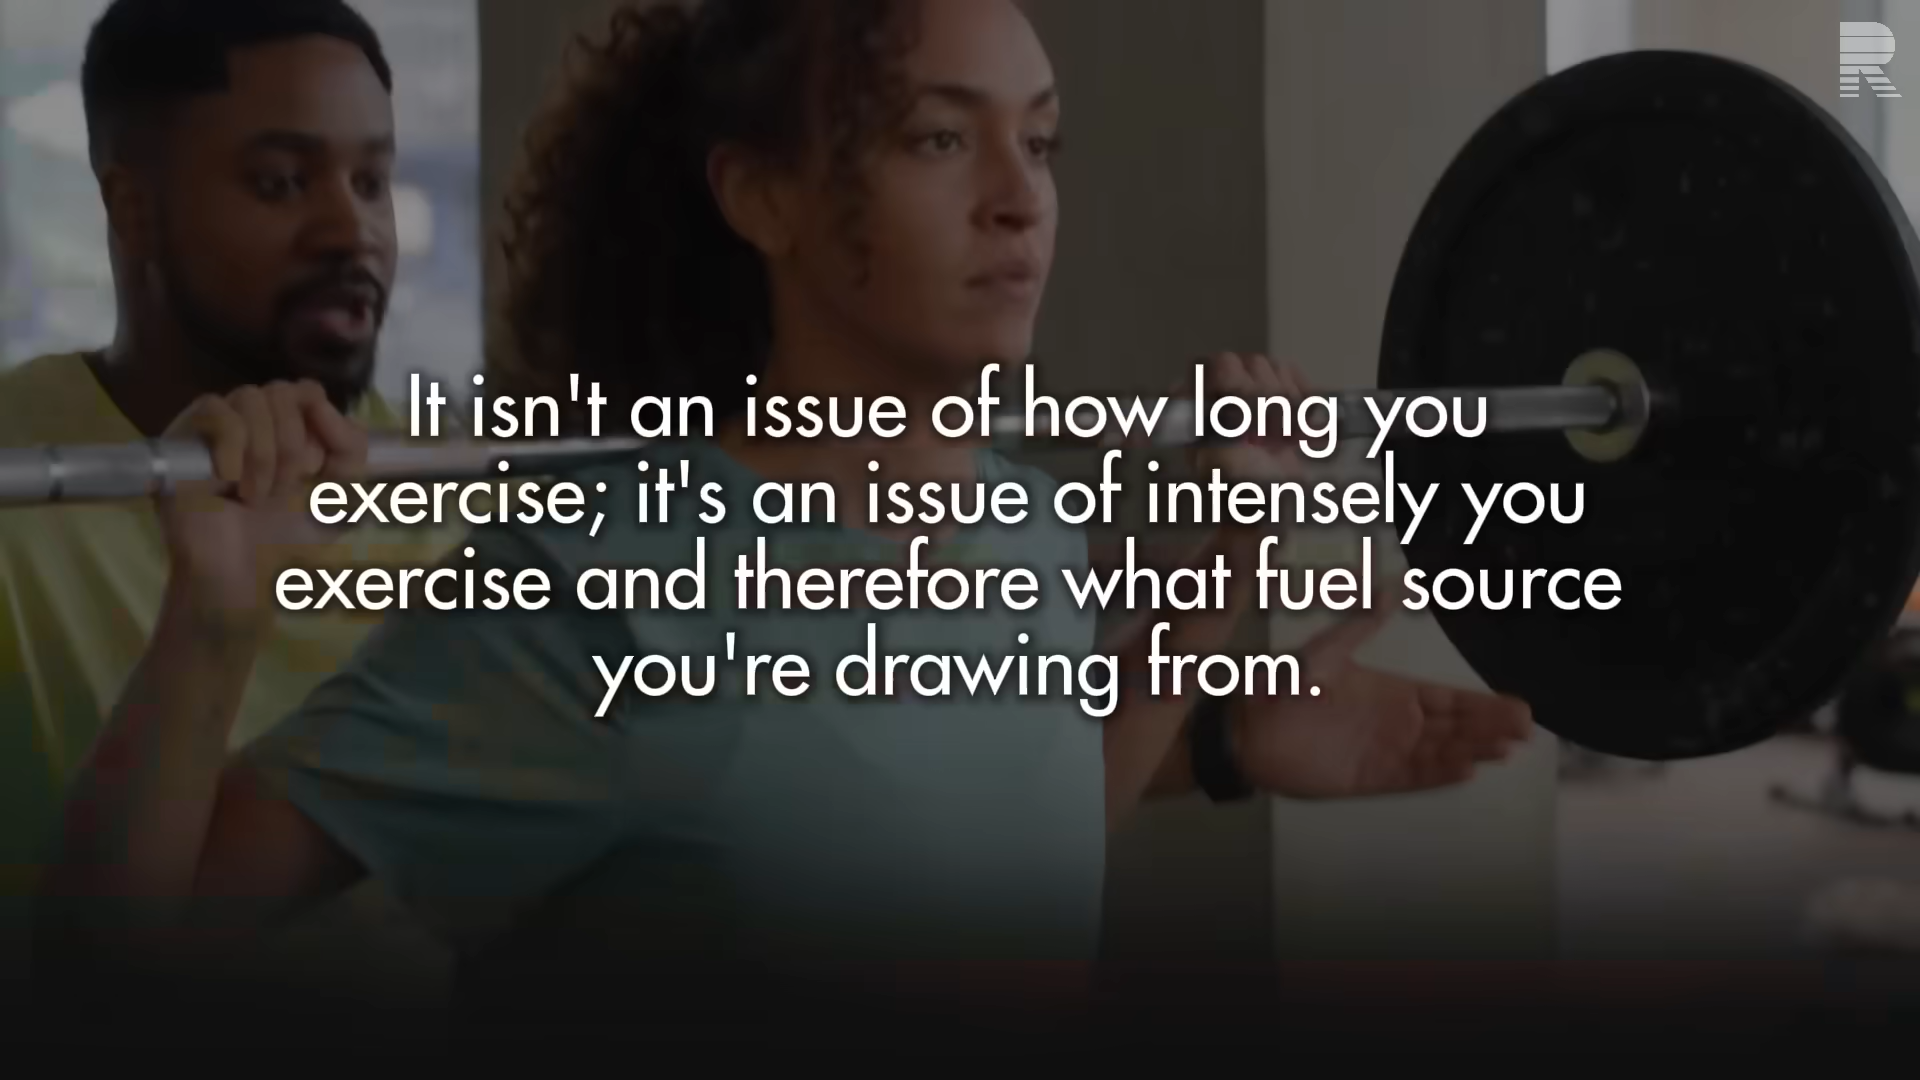 It isn't an issue of how long you
exercise; it's an issue of intensely you
exercise and therefore what fuel source
you're drawing from.
R